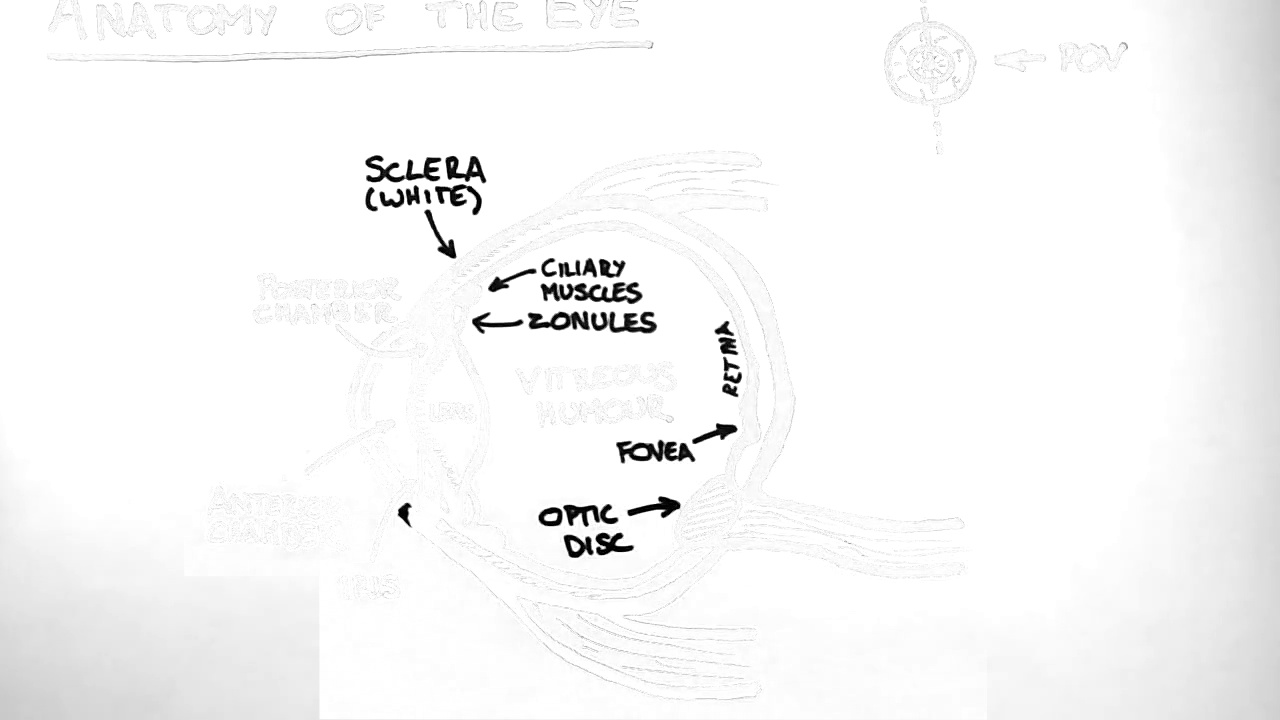 ANATOMY OF THE EYE
POV
SCLERA
(WHITE)
CILIARY
MUSCLES
ZONULES
POSTERIOR
CHAMBER
RETINA
VITREOUS
HUMOUR
LENS
FOVEA
OPTIC
DISC
ANTERIOR
CHAMBER
IRIS